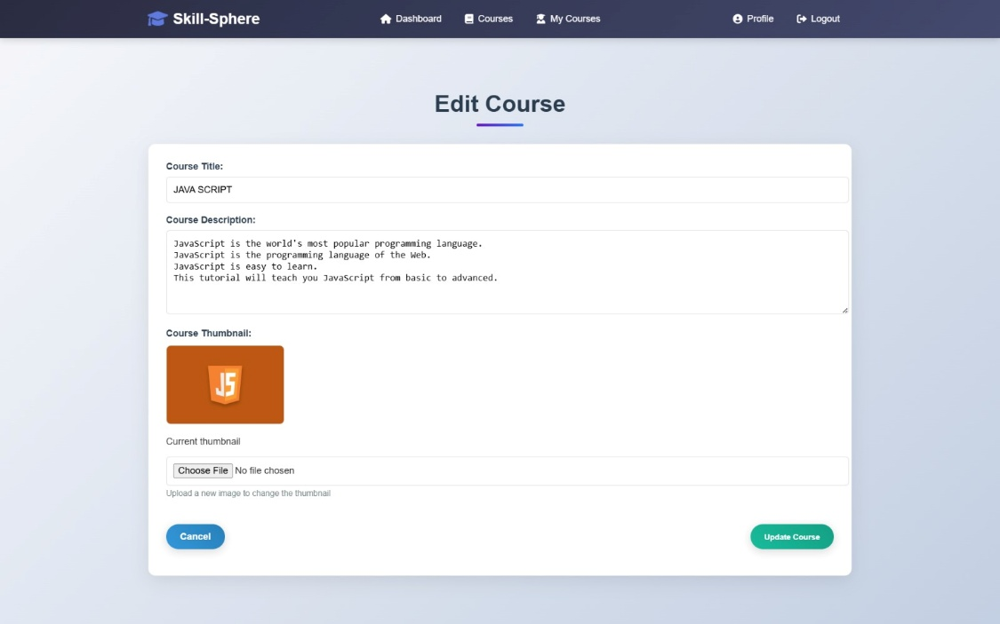 Skill-Sphere
Dashboard
Courses
My Courses
Profile
Logout
Edit Course
Course Title:
JAVA SCRIPT
Course Description:
JavaScript is the world's most popular programming language.
JavaScript is the programming language of the Web.
JavaScript is easy to learn.
This tutorial will teach you JavaScript from basic to advanced.
Course Thumbnail:
JS
Current thumbnail
Choose File No file chosen
Upload a new image to change the thumbnail
Cancel
Update Course